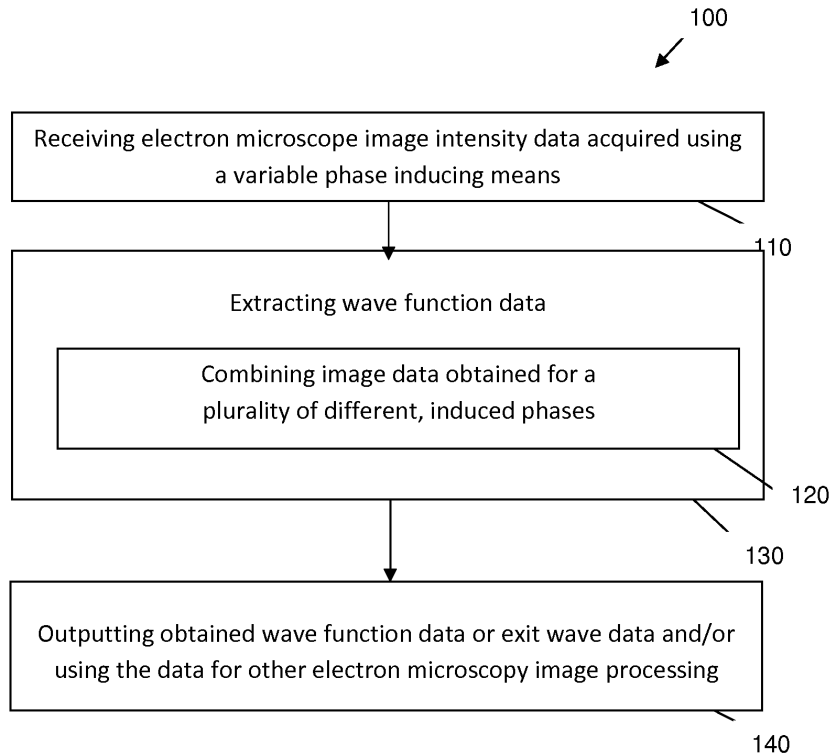 100
Receiving electron microscope image intensity data acquired using
a variable phase inducing means
110
Extracting wave function data
Combining image data obtained for a
plurality of different, induced phases
120
130
Outputting obtained wave function data or exit wave data and/or
using the data for other electron microscopy image processing
140